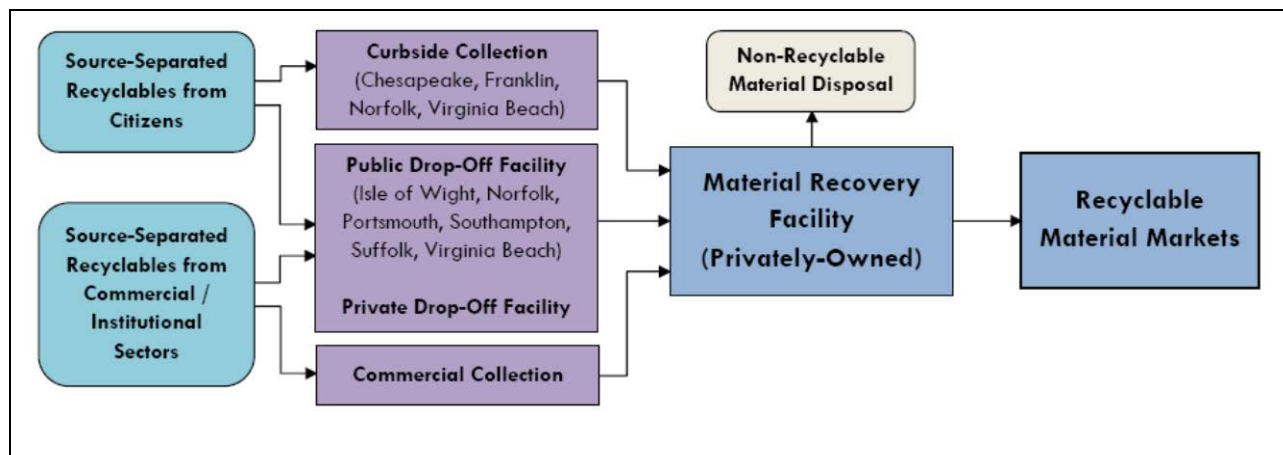 Source-Separated
Recyclables from
Citizens
Source-Separated
Recyclables from
Commercial /
Institutional
Sectors
Curbside Collection
(Chesapeake, Franklin,
Norfolk, Virginia Beach)
Public Drop-Off Facility
(Isle of Wight, Norfolk,
Portsmouth, Southampton,
Suffolk, Virginia Beach)
Private Drop-Off Facility
Commercial Collection
Non-Recyclable
Material Disposal
Material Recovery
Facility
(Privately-Owned)
Recyclable
Material Markets